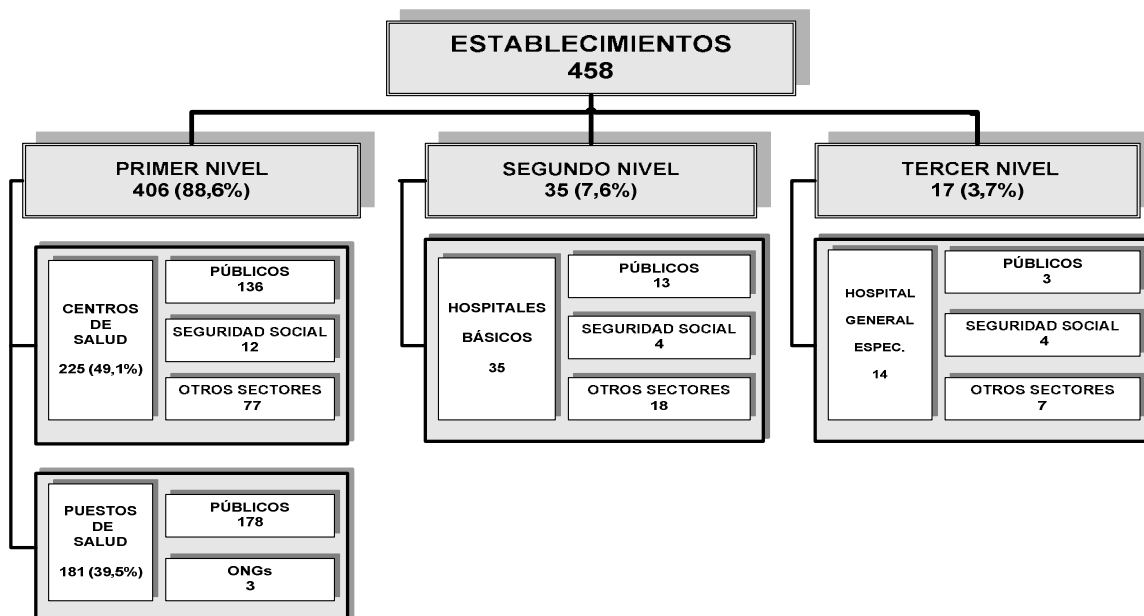 ESTABLECIMIENTOS
458
PRIMER NIVEL
406 (88,6%)
SEGUNDO NIVEL
35 (7,6%)
TERCER NIVEL
17 (3,7%)
CENTROS
DE
SALUD
225 (49,1%)
PÚBLICOS
136
SEGURIDAD SOCIAL
12
OTROS SECTORES
77
HOSPITALES
BÁSICOS
35
PÚBLICOS
13
SEGURIDAD SOCIAL
4
OTROS SECTORES
18
HOSPITAL
GENERAL
ESPEC.
14
PÚBLICOS
3
SEGURIDAD SOCIAL
4
OTROS SECTORES
7
PUESTOS
DE
SALUD
181 (39,5%)
PÚBLICOS
178
ONGs
3